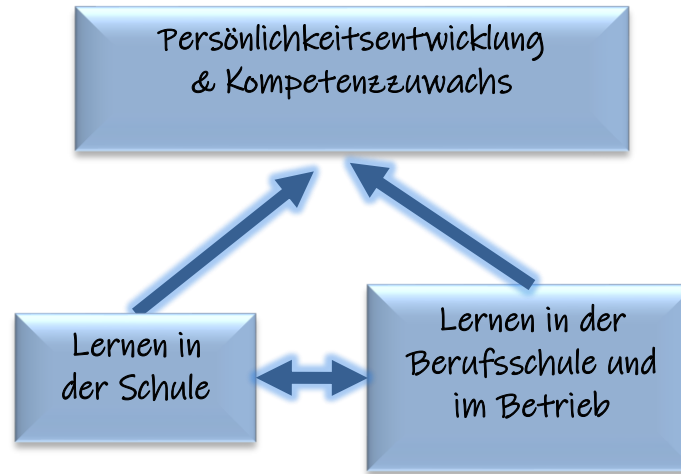 Persönlichkeitsentwicklung
& Kompetenzzuwachs
Lernen in
der Schule
Lernen in der
Berufsschule und
im Betrieb